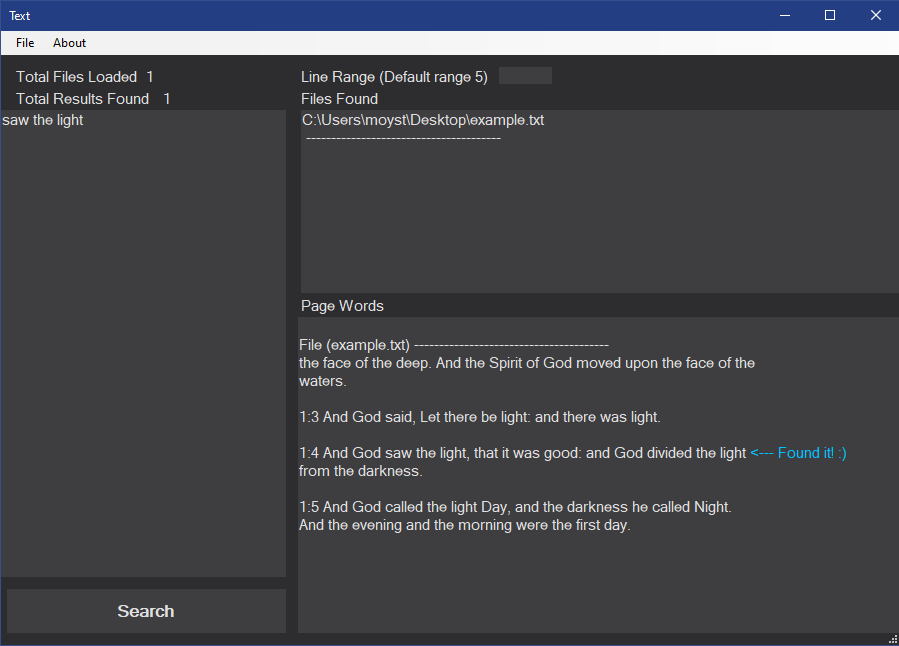 Text
File About
Total Files Loaded 1
Total Results Found 1
saw the light
Search
Line Range (Default range 5)
Files Found
C:\Users\moyst\Desktop\example.txt
---------------------------------------
Page Words
File (example.txt) ---------------------------------------
the face of the deep. And the Spirit of God moved upon the face of the
waters.
1:3 And God said, Let there be light: and there was light.
1:4 And God saw the light, that it was good: and God divided the light <--- Found it! :)
from the darkness.
1:5 And God called the light Day, and the darkness he called Night.
And the evening and the morning were the first day.